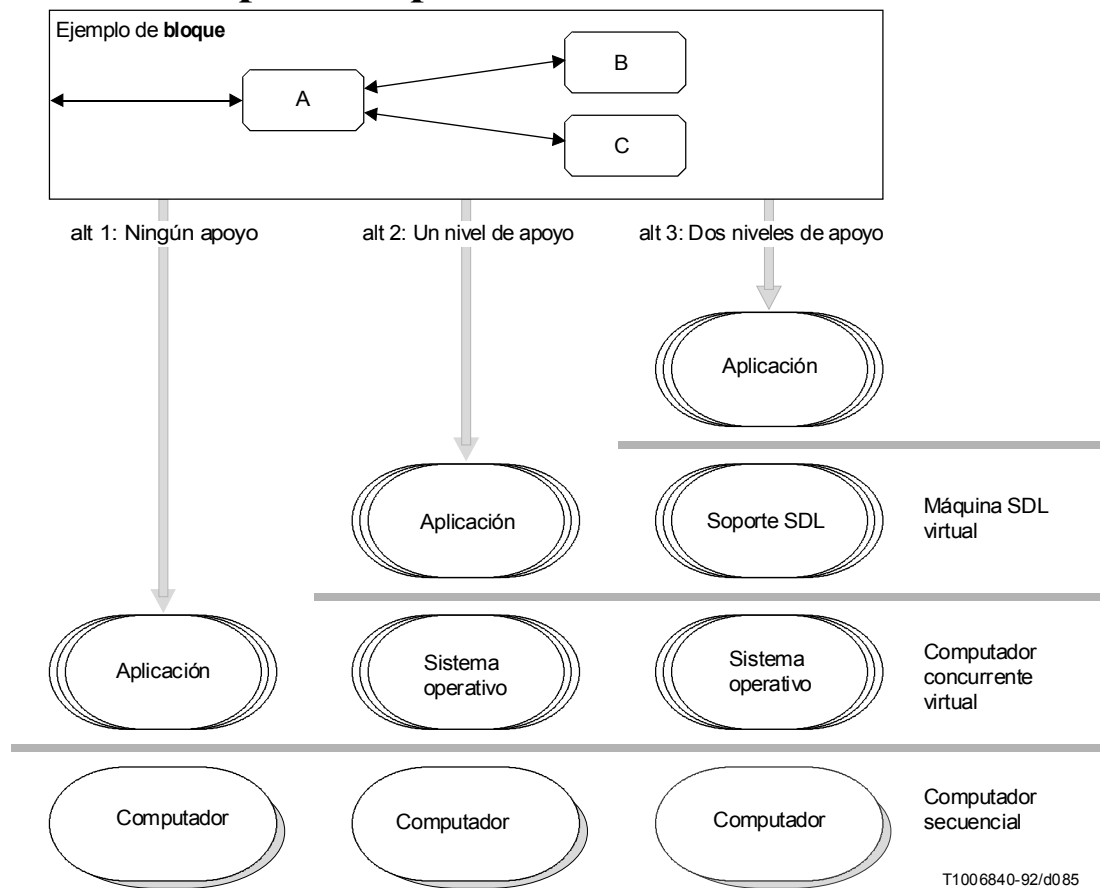 Ejemplo de bloque
B
A
C
alt 1: Ningún apoyo
alt 2: Un nivel de apoyo
alt 3: Dos niveles de apoyo
Aplicación
Aplicación
Soporte SDL
Máquina SDL
virtual
Aplicación
Sistema
operativo
Sistema
operativo
Computador
concurrente
virtual
Computador
Computador
Computador
Computador
secuencial
T1006840-92/d085